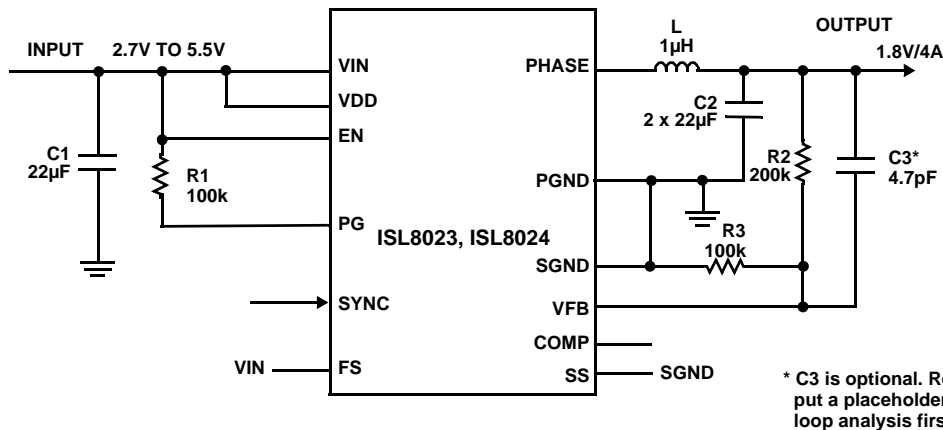 INPUT
2.7V TO 5.5V
L
1µH
OUTPUT
1.8V/4A
VIN
PHASE
VDD
EN
C1
22µF
R1
100k
C2
2 x 22µF
R2
200k
C3*
4.7pF
PGND
PG
ISL8023, ISL8024
R3
100k
SGND
SYNC
VFB
COMP
VIN
FS
SS
SGND
* C3 is optional.
put a placeholder
loop analysis